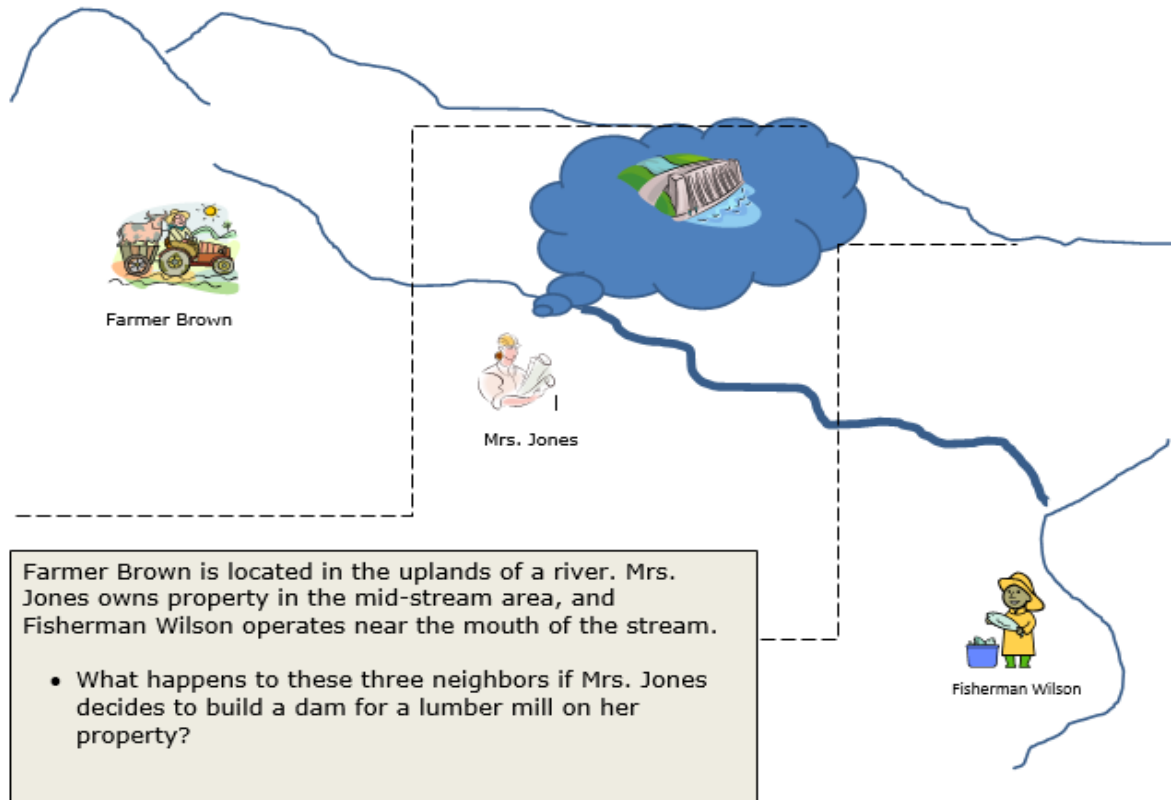 Farmer Brown
Mrs. Jones
Fisherman Wilson
Farmer Brown is located in the uplands of a river. Mrs.
Jones owns property in the mid-stream area, and
Fisherman Wilson operates near the mouth of the stream.
• What happens to these three neighbors if Mrs. Jones
decides to build a dam for a lumber mill on her
property?